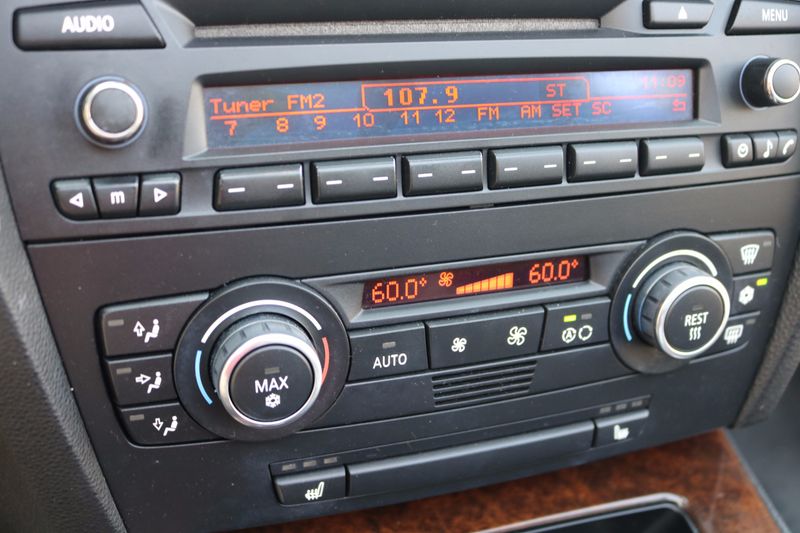 AUDIO
MENU
Tuner FM2 107.9 ST 11:09
7 8 9 10 11 12 FM AM SET SC
m
60.0° 60.0°
MAX
AUTO
A
REST